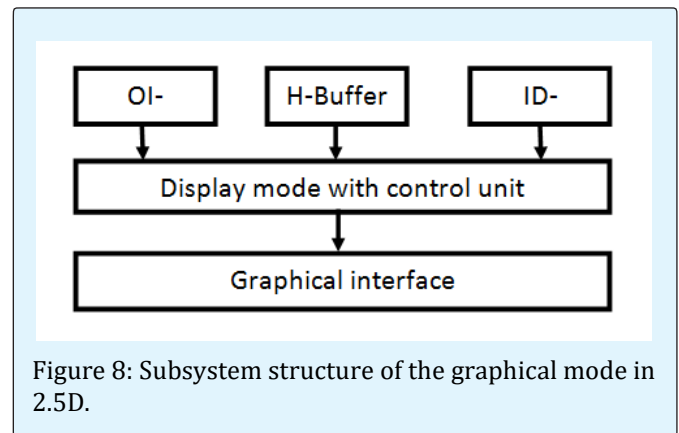 OI- H-Buffer ID-
Display mode with control unit
Graphical interface
Figure 8: Subsystem structure of the graphical mode in
2.5D.